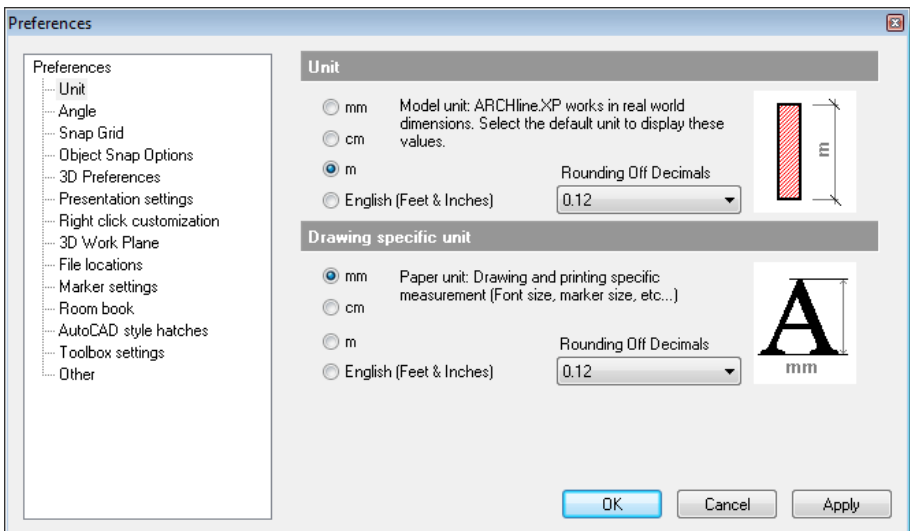 Preferences
Preferences
Unit
Angle
Snap Grid
Object Snap Options
3D Preferences
Presentation settings
Right click customization
3D Work Plane
File locations
Marker settings
Room book
AutoCAD style hatches
Toolbox settings
Other
Unit
mm
cm
m
English (Feet & Inches)
Model unit: ARCHline.XP works in real world
dimensions. Select the default unit to display these
values.
Rounding Off Decimals
0.12
m
Drawing specific unit
mm
cm
m
English (Feet & Inches)
Paper unit: Drawing and printing specific
measurement (Font size, marker size, etc...)
Rounding Off Decimals
0.12
A
mm
OK
Cancel
Apply